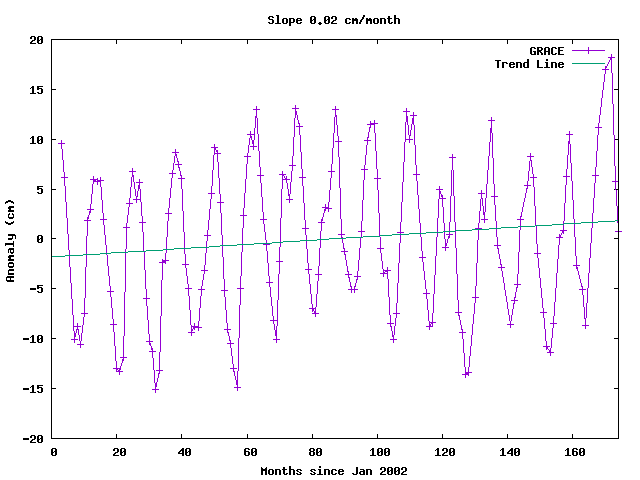 Slope 0.02 cm/month
GRACE
Trend Line
20
15
10
5
0
-5
-10
-15
-20
Anomaly (cm)
0 20 40 60 80 100 120 140 160
Months since Jan 2002